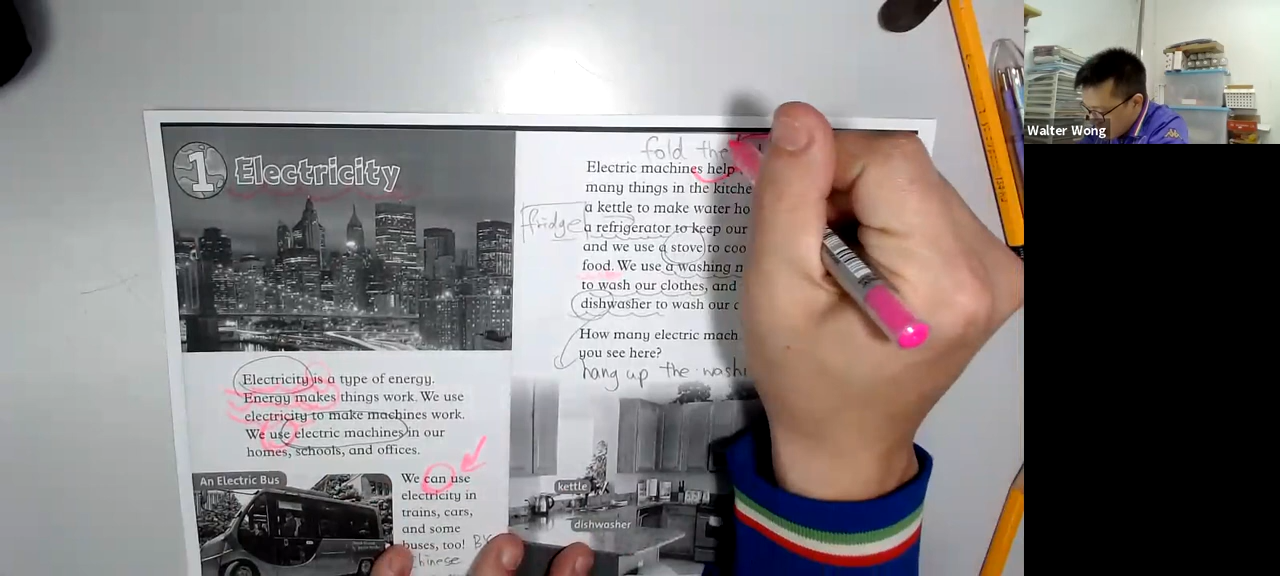 1 Electricity
Electricity is a type of energy.
Energy makes things work. We use
electricity to make machines work.
We use electric machines in our
homes, schools, and offices.
An Electric Bus
We can use
electricity in
trains, cars,
and some
buses, too!
Chinese
fold the
Electric machines help
many things in the kitche
a kettle to make water ho
fridge
a refrigerator to keep our
and we use a stove to coo
food. We use a washing m
to wash our clothes, and
dishwasher to wash our c
How many electric mach
you see here?
hang up the washi
kettle
dishwasher
Walter Wong